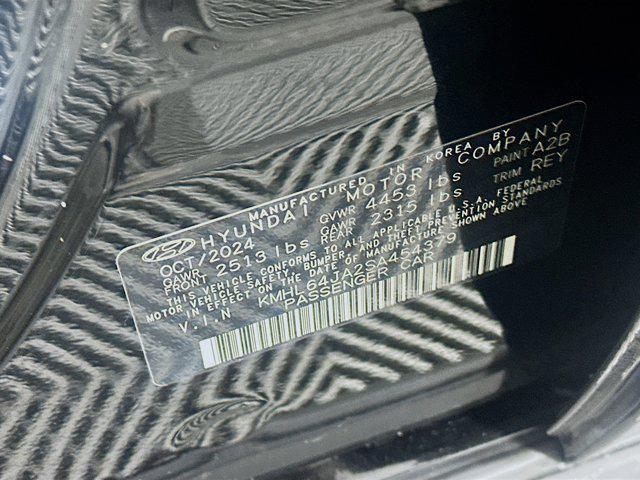 MANUFACTURED IN KOREA BY
HYUNDAI MOTOR COMPANY
OCT/2024 GVWR 4453 lbs PAINT A2B
GAWR FRONT 2513 lbs GAWR REAR 2315 lbs TRIM REY
THIS VEHICLE CONFORMS TO ALL APPLICABLE U.S.A. FEDERAL
MOTOR VEHICLE SAFETY, BUMPER, AND THEFT PREVENTION STANDARDS
IN EFFECT ON THE DATE OF MANUFACTURE SHOWN ABOVE
V.I.N KMHL64JA2SA454379
PASSENGER CAR